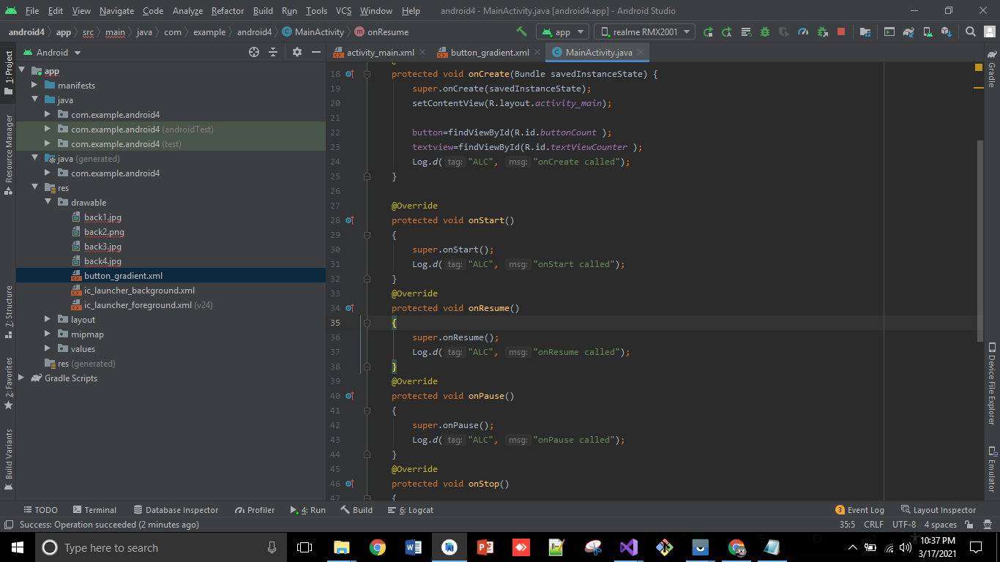 File Edit View Navigate Code Analyze Refactor Build Run Tools VCS Window Help android4 - MainActivity.java [android4.app] - Android Studio
android4 app src main java com example android4 MainActivity onResume app realme RMX2001
1: Project
Resource Manager
7: Structure
2: Favorites
Build Variants
Android
app
manifests
java
com.example.android4
com.example.android4 (androidTest)
com.example.android4 (test)
java (generated)
com.example.android4
res
drawable
back1.jpg
back2.png
back3.jpg
back4.jpg
button_gradient.xml
ic_launcher_background.xml
ic_launcher_foreground.xml (v24)
layout
mipmap
values
res (generated)
Gradle Scripts
activity_main.xml button_gradient.xml MainActivity.java
18 protected void onCreate(Bundle savedInstanceState) {
19 super.onCreate(savedInstanceState);
20 setContentView(R.layout.activity_main);
21
22 button=findViewById(R.id.buttonCount );
23 textview=findViewById(R.id.textViewCounter );
24 Log.d( tag: "ALC", msg: "onCreate called");
25 }
26
27 @Override
28 protected void onStart()
29 {
30 super.onStart();
31 Log.d( tag: "ALC", msg: "onStart called");
32 }
33 @Override
34 protected void onResume()
35 {
36 super.onResume();
37 Log.d( tag: "ALC", msg: "onResume called");
38 }
39 @Override
40 protected void onPause()
41 {
42 super.onPause();
43 Log.d( tag: "ALC", msg: "onPause called");
44 }
45 @Override
46 protected void onStop()
47 {
Gradle
Device File Explorer
Emulator
TODO Terminal Database Inspector Profiler 4: Run Build 6: Logcat 3 Event Log Layout Inspector
Success: Operation succeeded (2 minutes ago) 35:5 CRLF UTF-8 4 spaces
Type here to search
10:37 PM
3/17/2021